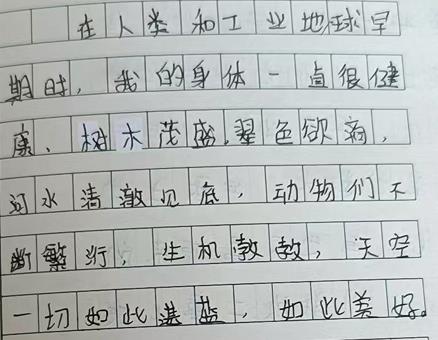 在人类和工业地球早
期时，我的身体一直很健
康、树木茂盛，翠色欲滴，
河水清澈见底，动物们不
断繁衍，生机敦敦，天空
一切如此湛蓝，如此美好。